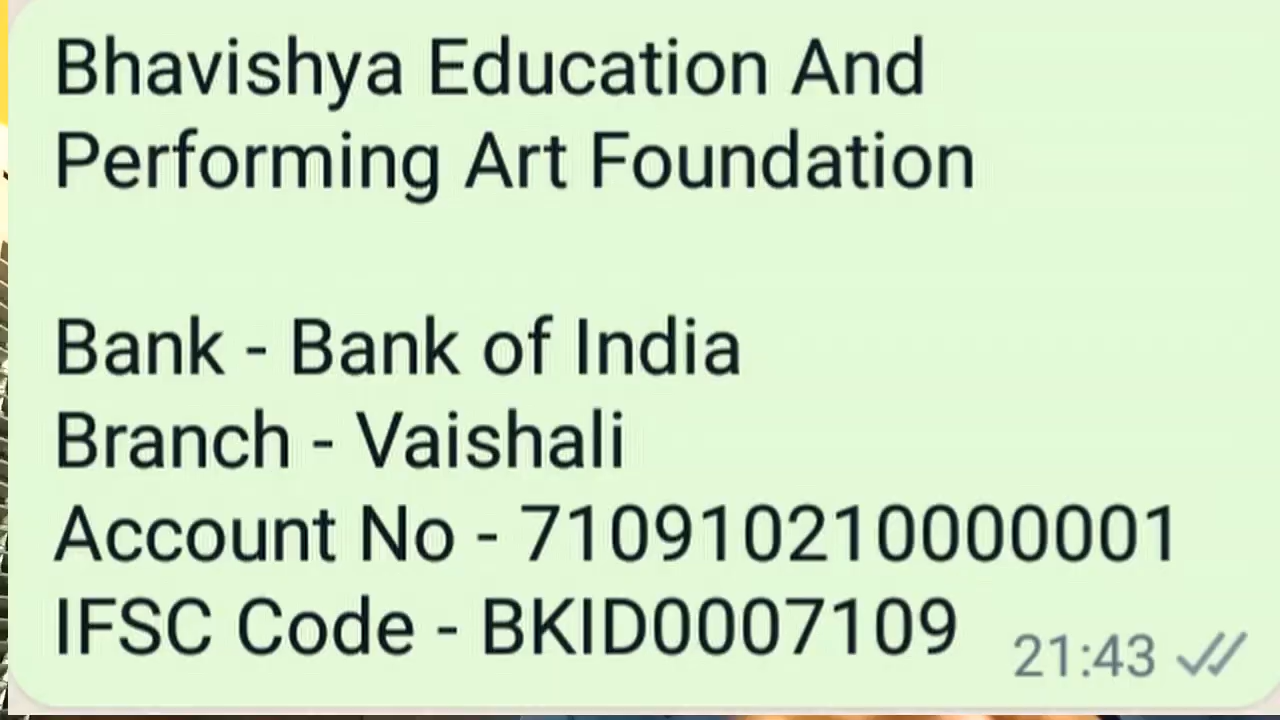 Bhavishya Education And
Performing Art Foundation
Bank - Bank of India
Branch - Vaishali
Account No - 710910210000001
IFSC Code - BKID0007109
21:43